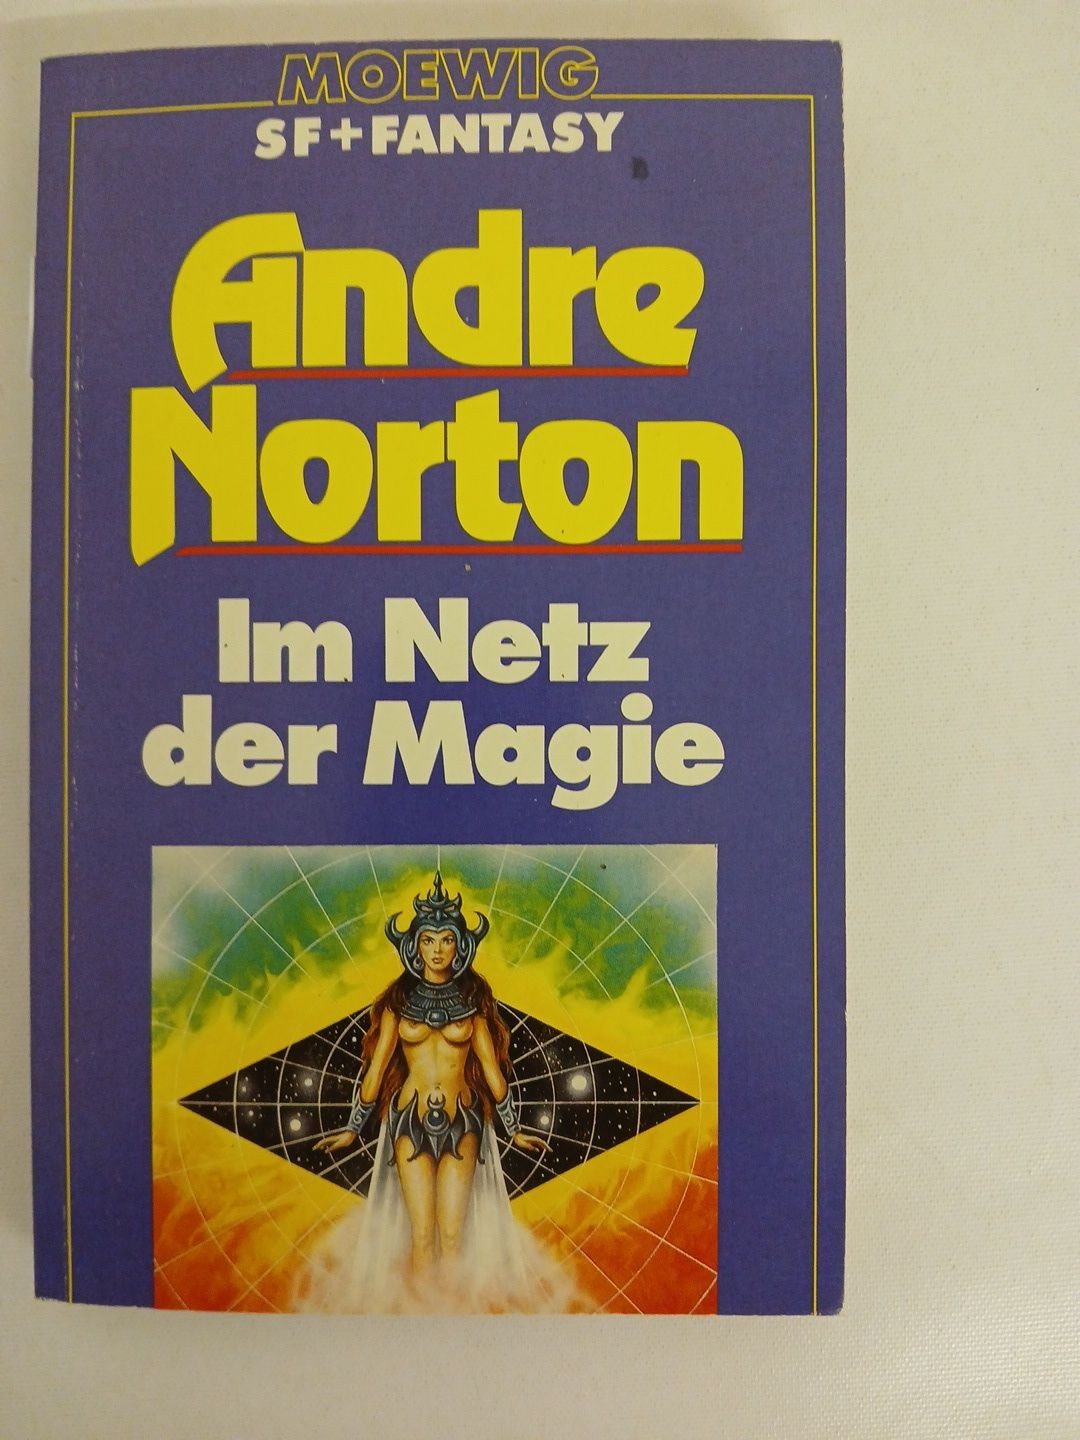 MOEWIG
SF+FANTASY
Andre
Norton
Im Netz
der Magie